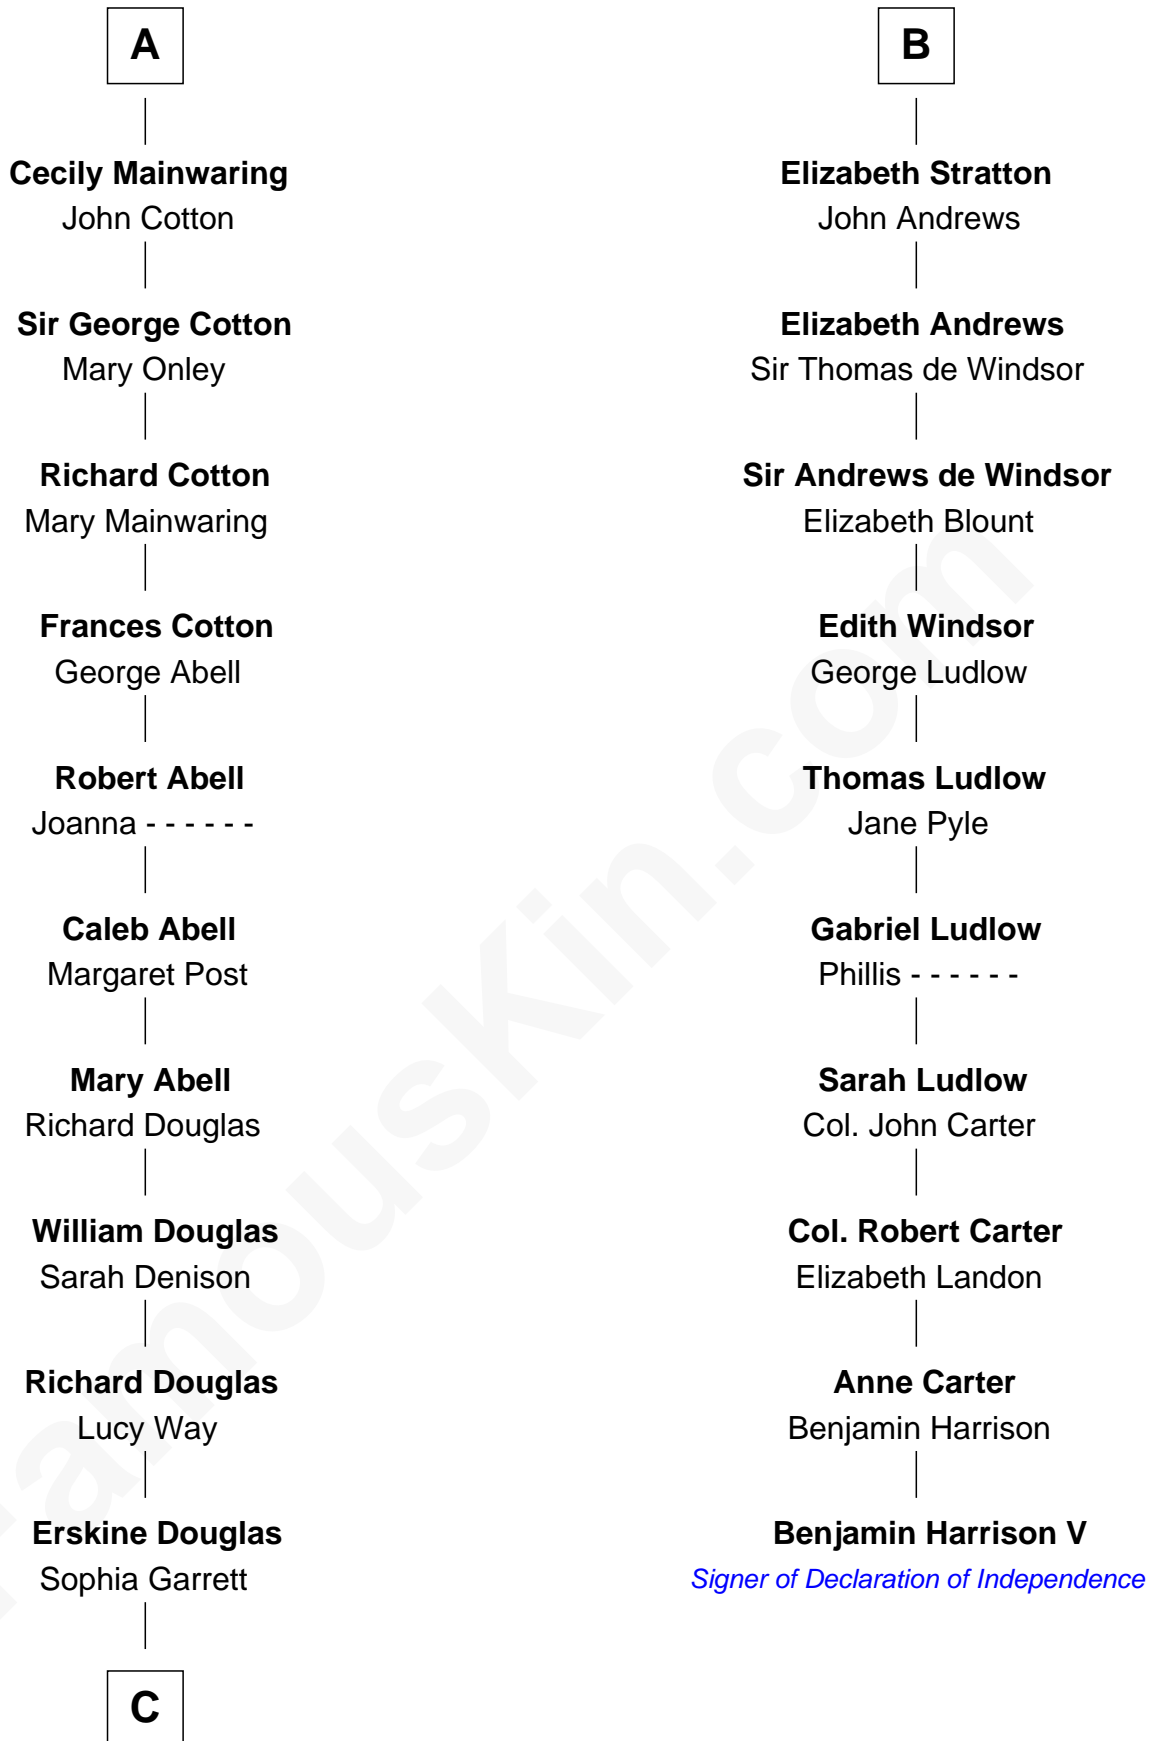 A
Cecily Mainwaring
John Cotton
Sir George Cotton
Mary Onley
Richard Cotton
Mary Mainwaring
Frances Cotton
George Abell
Robert Abell
Joanna - - - - - -
Caleb Abell
Margaret Post
Mary Abell
Richard Douglas
William Douglas
Sarah Denison
Richard Douglas
Lucy Way
Erskine Douglas
Sophia Garrett
C
B
Elizabeth Stratton
John Andrews
Elizabeth Andrews
Sir Thomas de Windsor
Sir Andrews de Windsor
Elizabeth Blount
Edith Windsor
George Ludlow
Thomas Ludlow
Jane Pyle
Gabriel Ludlow
Phillis - - - - - -
Sarah Ludlow
Col. John Carter
Col. Robert Carter
Elizabeth Landon
Anne Carter
Benjamin Harrison
Benjamin Harrison V
Signer of Declaration of Independence
FamousKin.com